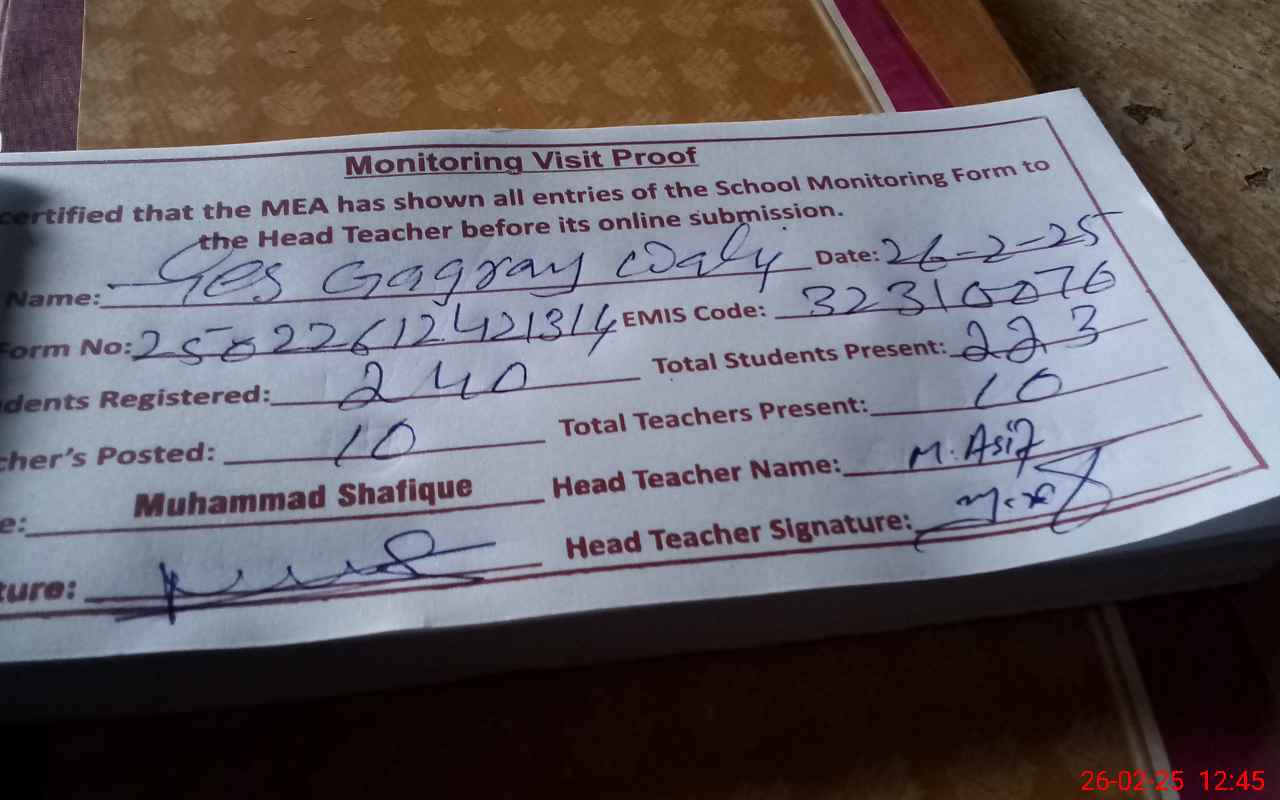 Monitoring Visit Proof
certified that the MEA has shown all entries of the School Monitoring Form to
the Head Teacher before its online submission.
Name: Ges Gagray Waly Date: 26-2-25
Form No: 25022612421314 EMIS Code: 32310076
dents Registered: 240 Total Students Present: 223
cher's Posted: 10 Total Teachers Present: 10
e: Muhammad Shafique Head Teacher Name: M. Asif
ture: Head Teacher Signature:
26-02-25 12:45